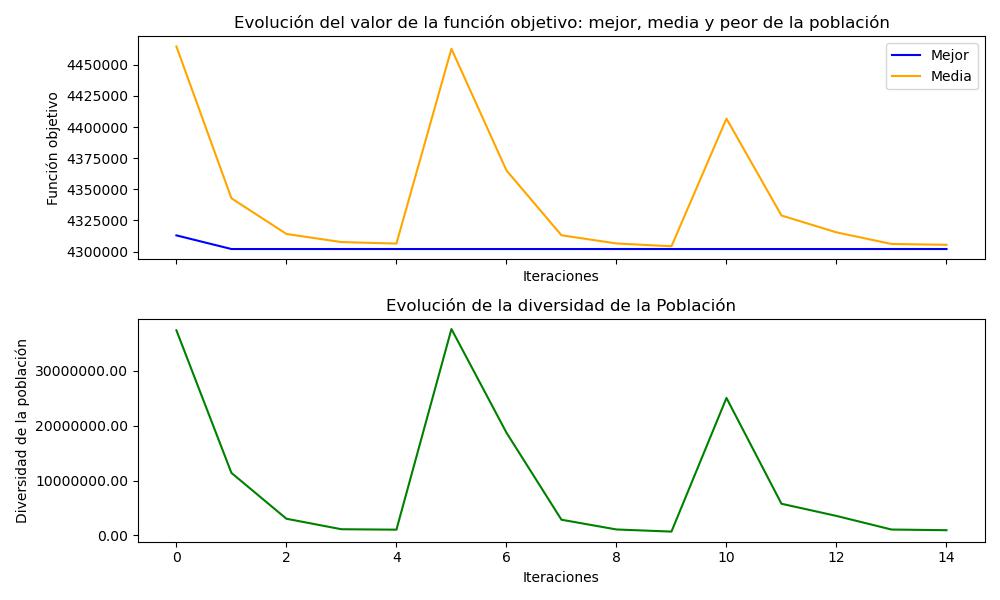 Evolución del valor de la función objetivo: mejor, media y peor de la población
Mejor
Media
4450000
4425000
4400000
4375000
4350000
4325000
4300000
Función objetivo
Iteraciones
Evolución de la diversidad de la Población
30000000.00
20000000.00
10000000.00
0.00
Diversidad de la población
0 2 4 6 8 10 12 14
Iteraciones